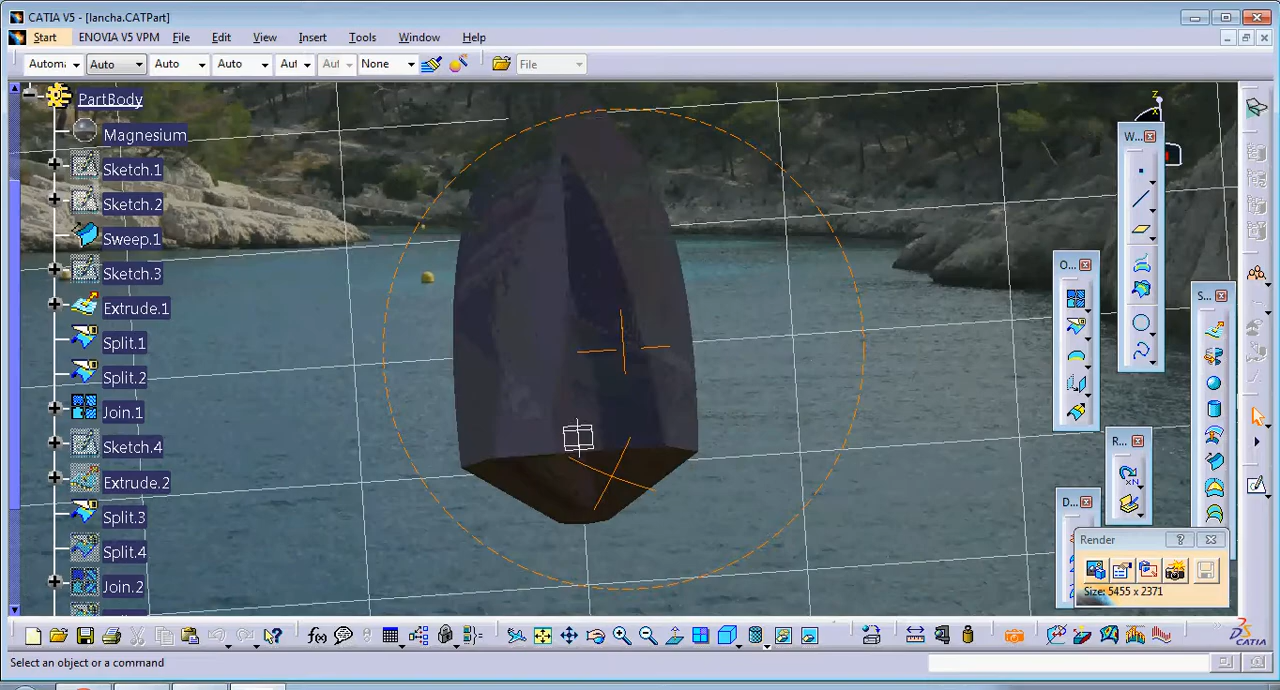 CATIA V5 - [lancha.CATPart]
Start ENOVIA V5 VPM File Edit View Insert Tools Window Help
Auto Auto Auto Aut Aut None File
PartBody
Magnesium
Sketch.1
Sketch.2
Sweep.1
Sketch.3
Extrude.1
Split.1
Split.2
Join.1
Sketch.4
Extrude.2
Split.3
Split.4
Join.2
z
x
W...
O...
S...
R...
D...
Render
Size: 5455 x 2371
f(x)
CATIA
Select an object or a command